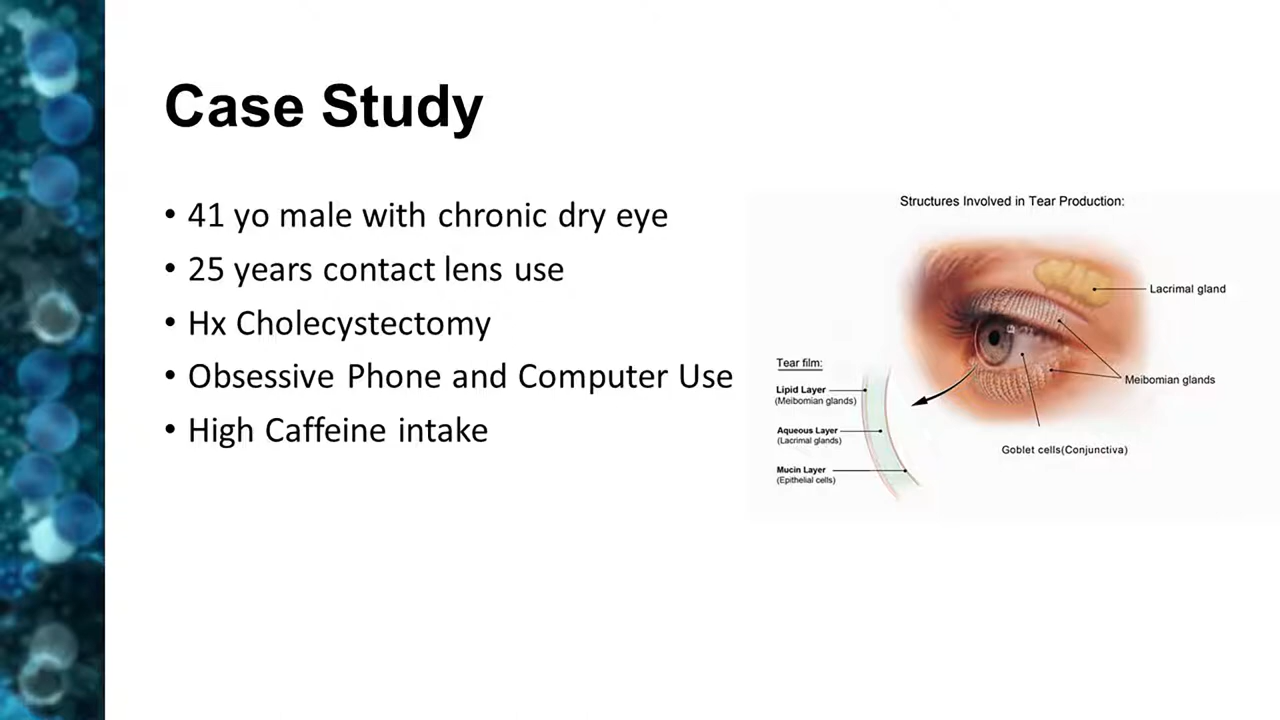 Case Study
• 41 yo male with chronic dry eye
• 25 years contact lens use
• Hx Cholecystectomy
• Obsessive Phone and Computer Use
• High Caffeine intake
Structures Involved in Tear Production:
Lacrimal gland
Meibomian glands
Goblet cells(Conjunctiva)
Tear film:
Lipid Layer
(Meibomian glands)
Aqueous Layer
(Lacrimal glands)
Mucin Layer
(Epithelial cells)